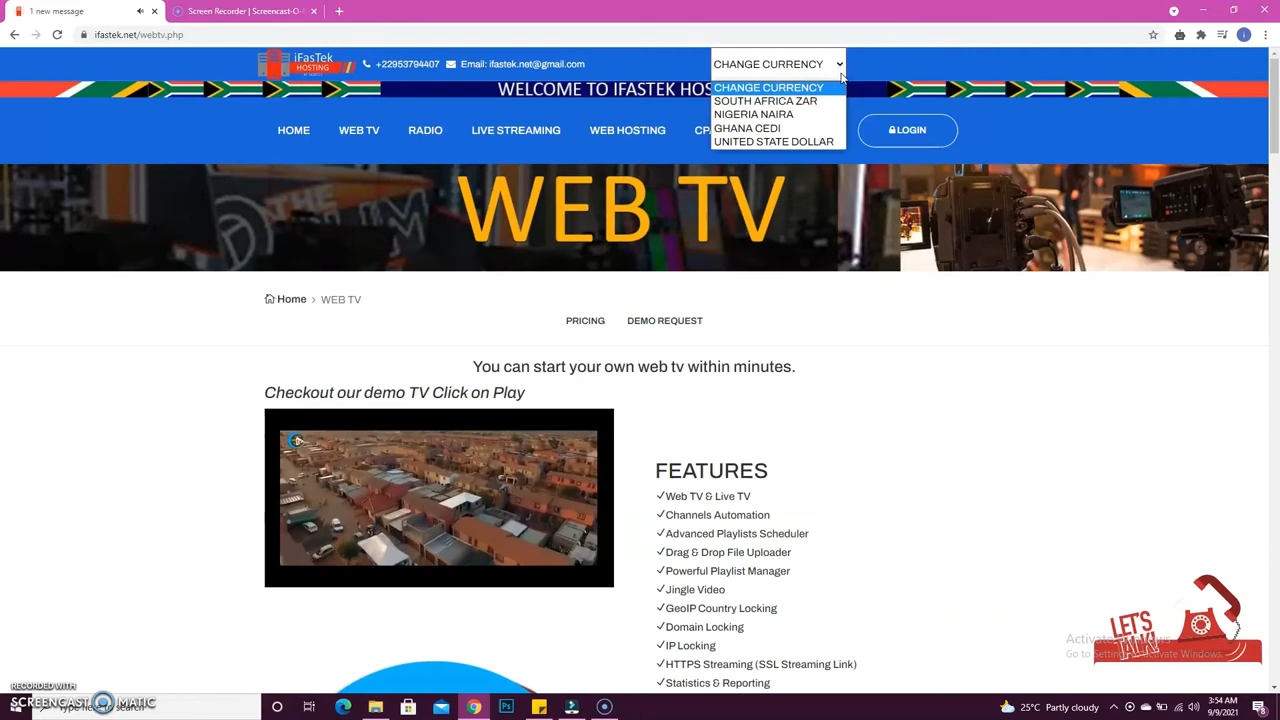 1 new message
Screen Recorder | Screencast-O-
ifastek.net/webtv.php
iFasTek
HOSTING
+22953794407
Email: ifastek.net@gmail.com
CHANGE CURRENCY
WELCOME TO IFASTEK HOS
CHANGE CURRENCY
SOUTH AFRICA ZAR
NIGERIA NAIRA
GHANA CEDI
UNITED STATE DOLLAR
HOME
WEB TV
RADIO
LIVE STREAMING
WEB HOSTING
CP
LOGIN
WEB TV
Home > WEB TV
PRICING
DEMO REQUEST
You can start your own web tv within minutes.
Checkout our demo TV Click on Play
FEATURES
✓Web TV & Live TV
✓Channels Automation
✓Advanced Playlists Scheduler
✓Drag & Drop File Uploader
✓Powerful Playlist Manager
✓Jingle Video
✓GeoIP Country Locking
✓Domain Locking
✓IP Locking
✓HTTPS Streaming (SSL Streaming Link)
✓Statistics & Reporting
LET'S
TALK
Activate Windows
Go to Settings to activate Windows.
RECORDED WITH
SCREENCAST MATIC
Type here to search
25°C Partly cloudy
3:54 AM
9/9/2021